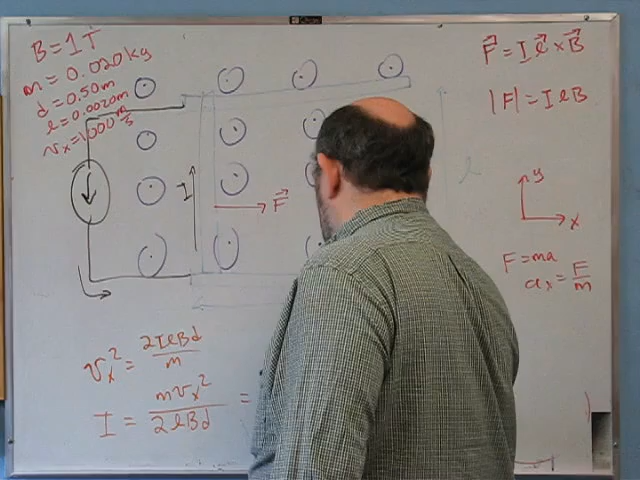 B = 1 T
m = 0.020 kg
d = 0.50 m
ℓ = 0.0020 m
vₓ = 1000 m/s
I
F⃗
ℓ
F⃗ = I ℓ⃗ × B⃗
|F| = I ℓ B
y
x
F = ma
aₓ = F/m
vₓ² = 2IℓBd/m
I = mvₓ²/2ℓBd =